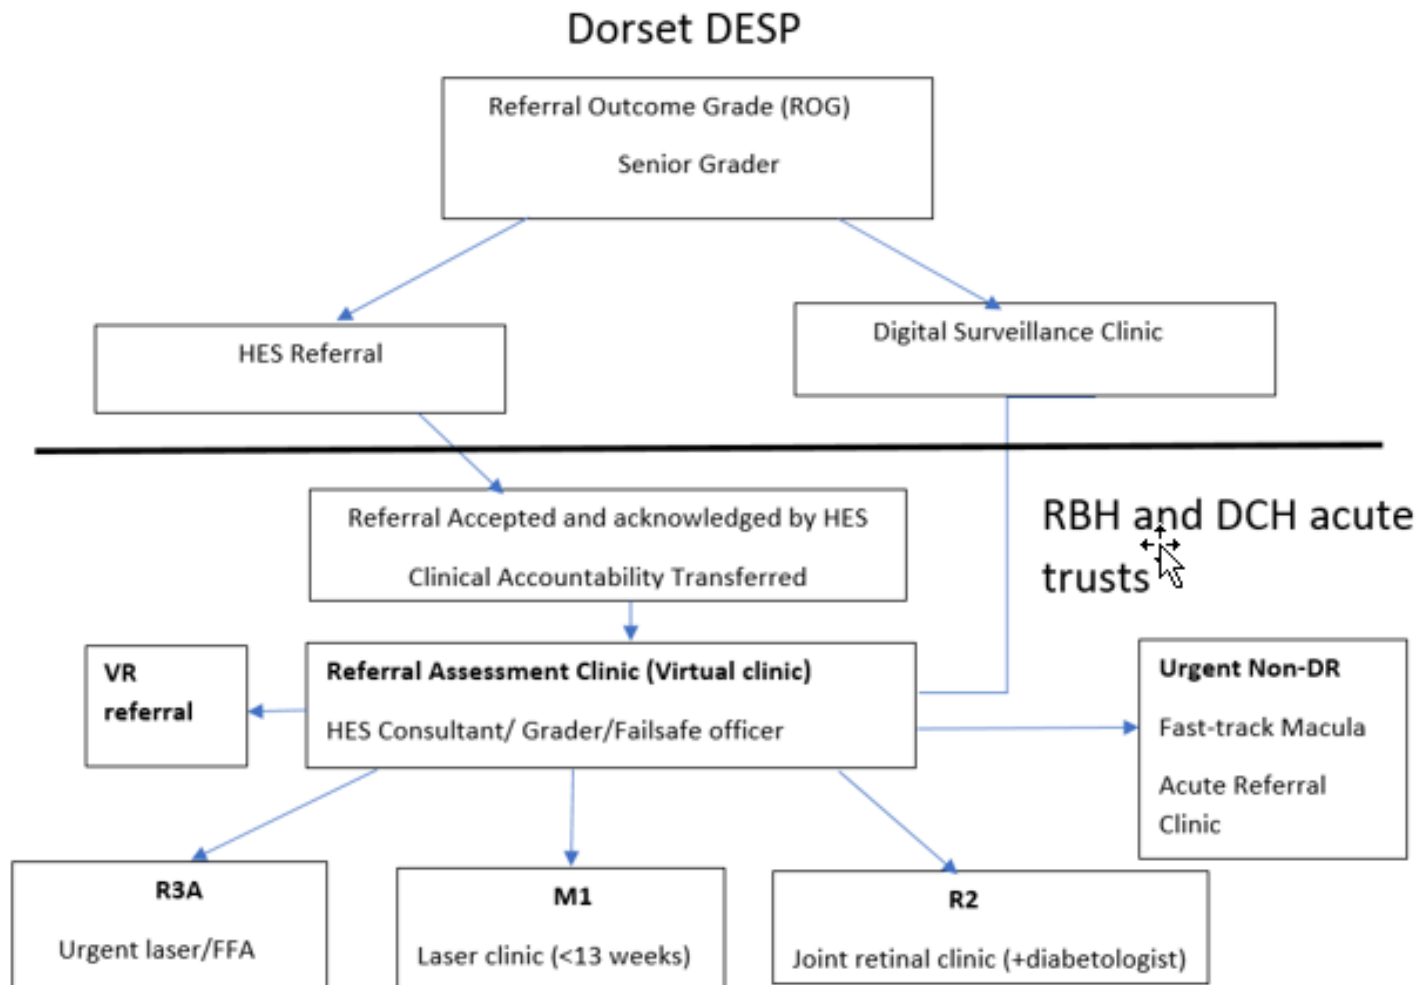 Dorset DESP
Referral Outcome Grade (ROG)
Senior Grader
HES Referral
Digital Surveillance Clinic
Referral Accepted and acknowledged by HES
Clinical Accountability Transferred
RBH and DCH acute
trusts
VR
referral
Referral Assessment Clinic (Virtual clinic)
HES Consultant/ Grader/Failsafe officer
Urgent Non-DR
Fast-track Macula
Acute Referral
Clinic
R3A
Urgent laser/FFA
M1
Laser clinic (<13 weeks)
R2
Joint retinal clinic (+diabetologist)